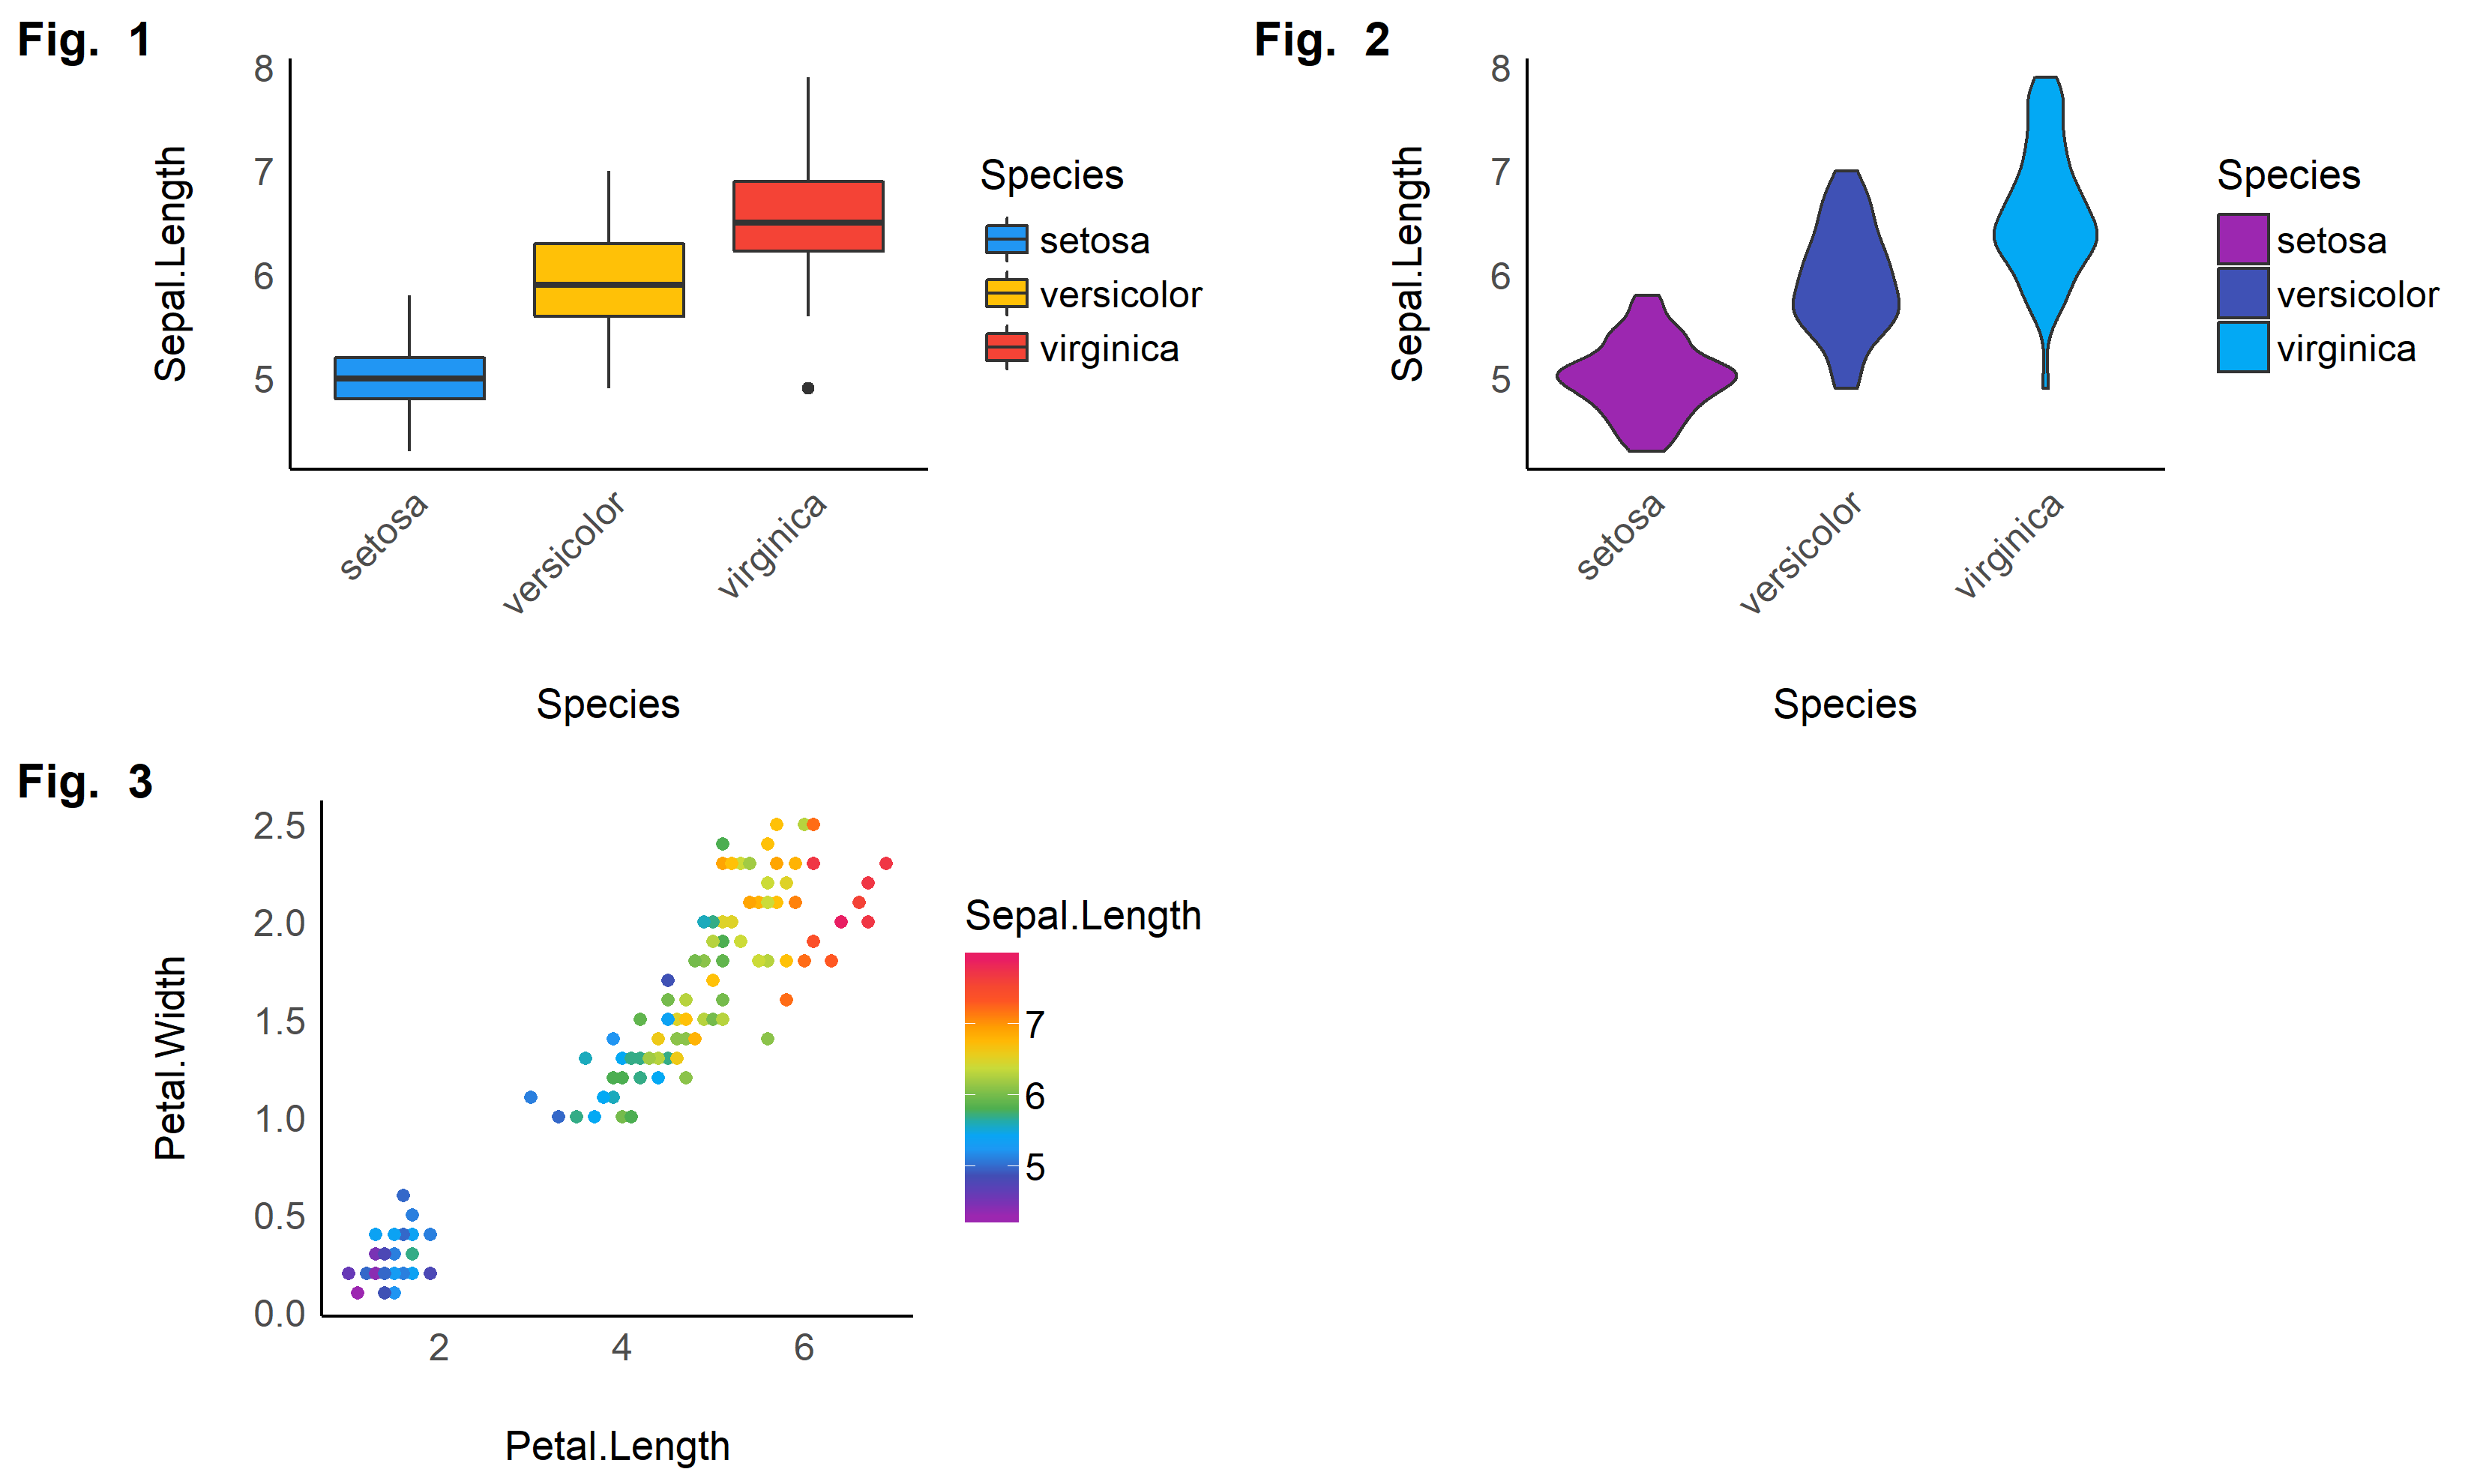 Fig. 1
8
7
6
5
Sepal.Length
setosa
versicolor
virginica
Species
Species
setosa
versicolor
virginica
Fig. 2
8
7
6
5
Sepal.Length
setosa
versicolor
virginica
Species
Species
setosa
versicolor
virginica
Fig. 3
2.5
2.0
1.5
1.0
0.5
0.0
Petal.Width
2 4 6
Petal.Length
Sepal.Length
7
6
5